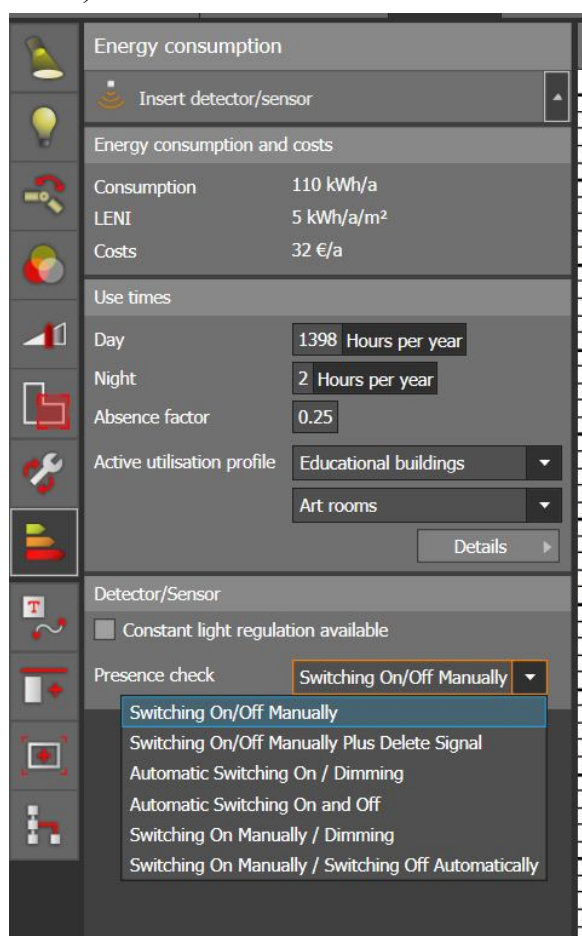 Energy consumption
Insert detector/sensor
Energy consumption and costs
Consumption 110 kWh/a
LENI 5 kWh/a/m²
Costs 32 €/a
Use times
Day 1398 Hours per year
Night 2 Hours per year
Absence factor 0.25
Active utilisation profile Educational buildings
Art rooms
Details
Detector/Sensor
T
Constant light regulation available
Presence check Switching On/Off Manually
Switching On/Off Manually
Switching On/Off Manually Plus Delete Signal
Automatic Switching On / Dimming
Automatic Switching On and Off
Switching On Manually / Dimming
Switching On Manually / Switching Off Automatically